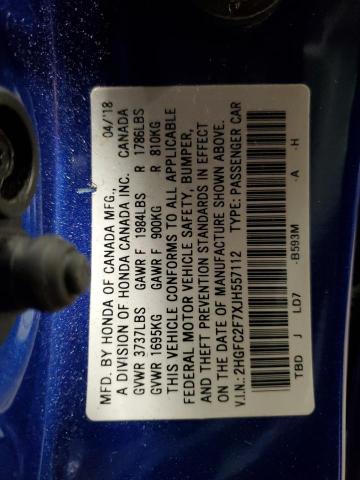 MFD. BY HONDA OF CANADA MFG., 04/'18
A DIVISION OF HONDA CANADA INC. CANADA
GVWR 3737LBS GAWR F 1984LBS R 1786LBS
GVWR 1695KG GAWR F 900KG R 810KG
THIS VEHICLE CONFORMS TO ALL APPLICABLE
FEDERAL MOTOR VEHICLE SAFETY, BUMPER,
AND THEFT PREVENTION STANDARDS IN EFFECT
ON THE DATE OF MANUFACTURE SHOWN ABOVE.
V.I.N.: 2HGFC2F7XJH557112 TYPE: PASSENGER CAR
TBD J LD7 -B593M -A -H